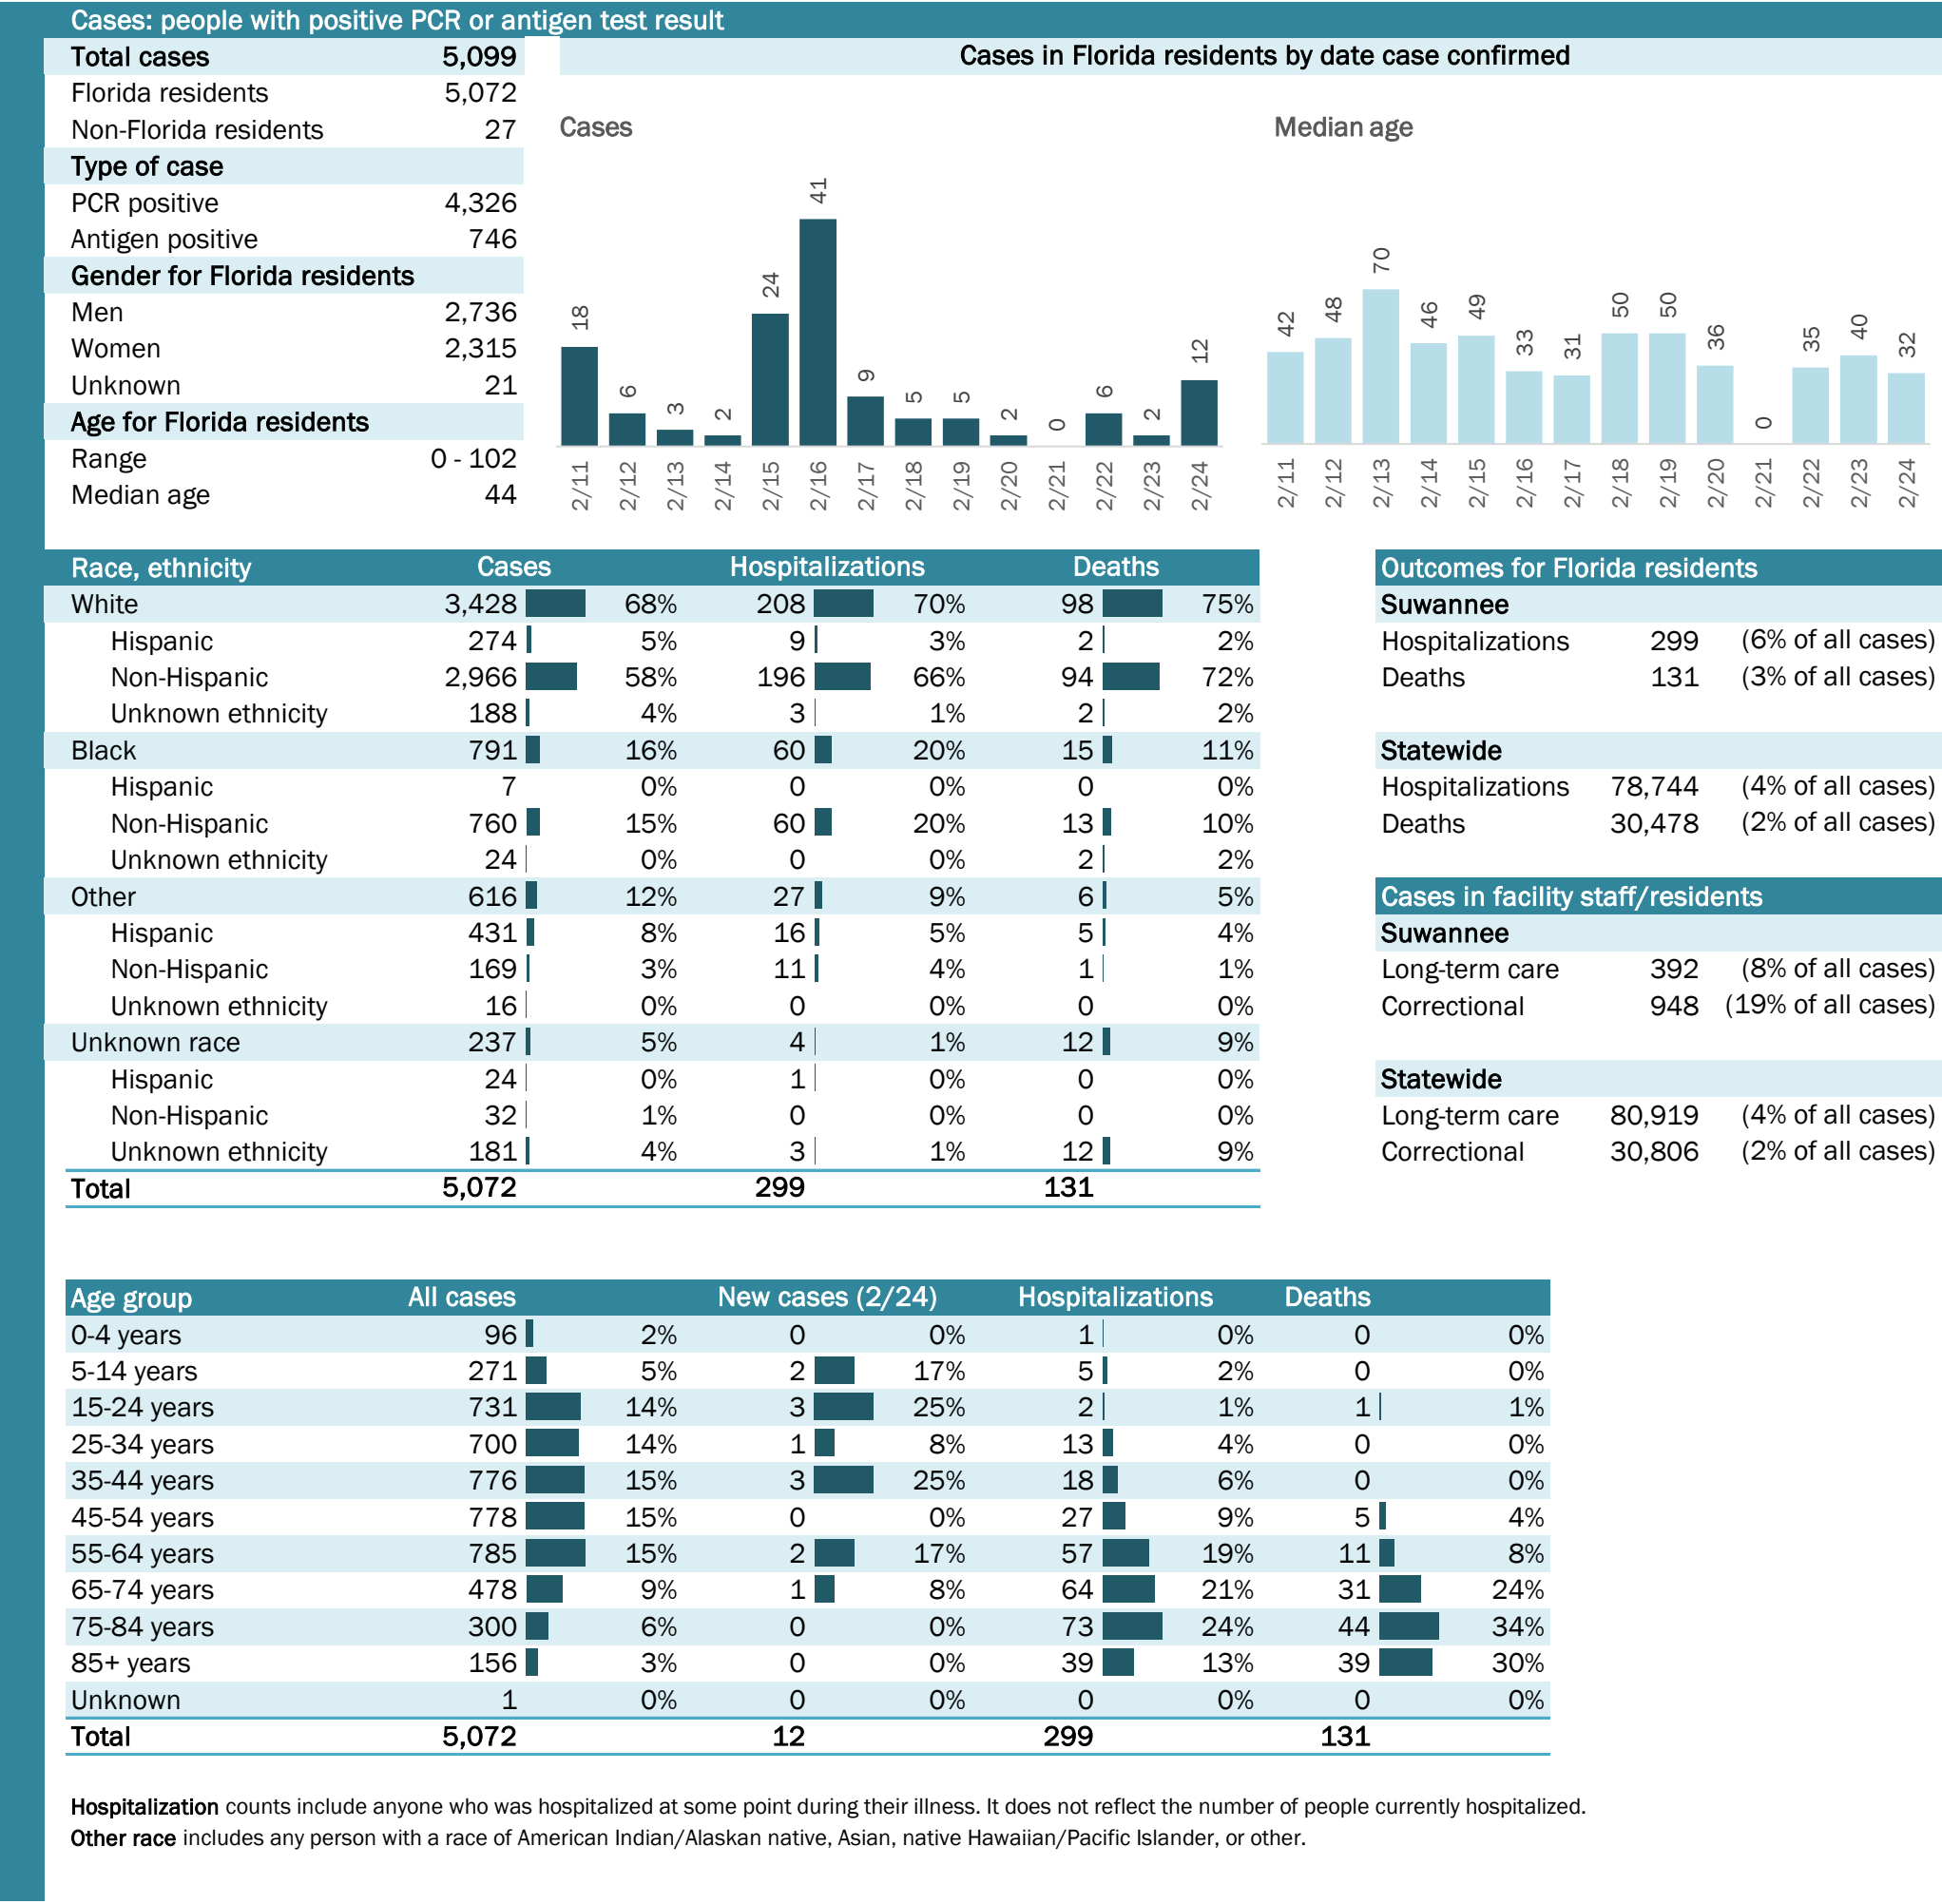 Cases: people with positive PCR or antigen test result
Total cases 5,099
Florida residents 5,072
Non-Florida residents 27
Type of case
PCR positive 4,326
Antigen positive 746
Gender for Florida residents
Men 2,736
Women 2,315
Unknown 21
Age for Florida residents
Range 0 - 102
Median age 44
Cases in Florida residents by date case confirmed
Cases
18 6 3 2 24 41 9 5 5 2 0 6 2 12
2/11 2/12 2/13 2/14 2/15 2/16 2/17 2/18 2/19 2/20 2/21 2/22 2/23 2/24
Median age
42 48 70 46 49 33 31 50 50 36 0 35 40 32
2/11 2/12 2/13 2/14 2/15 2/16 2/17 2/18 2/19 2/20 2/21 2/22 2/23 2/24
Race, ethnicity Cases Hospitalizations Deaths
White 3,428 68% 208 70% 98 75%
Hispanic 274 5% 9 3% 2 2%
Non-Hispanic 2,966 58% 196 66% 94 72%
Unknown ethnicity 188 4% 3 1% 2 2%
Black 791 16% 60 20% 15 11%
Hispanic 7 0% 0 0% 0 0%
Non-Hispanic 760 15% 60 20% 13 10%
Unknown ethnicity 24 0% 0 0% 2 2%
Other 616 12% 27 9% 6 5%
Hispanic 431 8% 16 5% 5 4%
Non-Hispanic 169 3% 11 4% 1 1%
Unknown ethnicity 16 0% 0 0% 0 0%
Unknown race 237 5% 4 1% 12 9%
Hispanic 24 0% 1 0% 0 0%
Non-Hispanic 32 1% 0 0% 0 0%
Unknown ethnicity 181 4% 3 1% 12 9%
Total 5,072 299 131
Outcomes for Florida residents
Suwannee
Hospitalizations 299 (6% of all cases)
Deaths 131 (3% of all cases)
Statewide
Hospitalizations 78,744 (4% of all cases)
Deaths 30,478 (2% of all cases)
Cases in facility staff/residents
Suwannee
Long-term care 392 (8% of all cases)
Correctional 948 (19% of all cases)
Statewide
Long-term care 80,919 (4% of all cases)
Correctional 30,806 (2% of all cases)
Age group All cases New cases (2/24) Hospitalizations Deaths
0-4 years 96 2% 0 0% 1 0% 0 0%
5-14 years 271 5% 2 17% 5 2% 0 0%
15-24 years 731 14% 3 25% 2 1% 1 1%
25-34 years 700 14% 1 8% 13 4% 0 0%
35-44 years 776 15% 3 25% 18 6% 0 0%
45-54 years 778 15% 0 0% 27 9% 5 4%
55-64 years 785 15% 2 17% 57 19% 11 8%
65-74 years 478 9% 1 8% 64 21% 31 24%
75-84 years 300 6% 0 0% 73 24% 44 34%
85+ years 156 3% 0 0% 39 13% 39 30%
Unknown 1 0% 0 0% 0 0% 0 0%
Total 5,072 12 299 131
Hospitalization counts include anyone who was hospitalized at some point during their illness. It does not reflect the number of people currently hospitalized.
Other race includes any person with a race of American Indian/Alaskan native, Asian, native Hawaiian/Pacific Islander, or other.